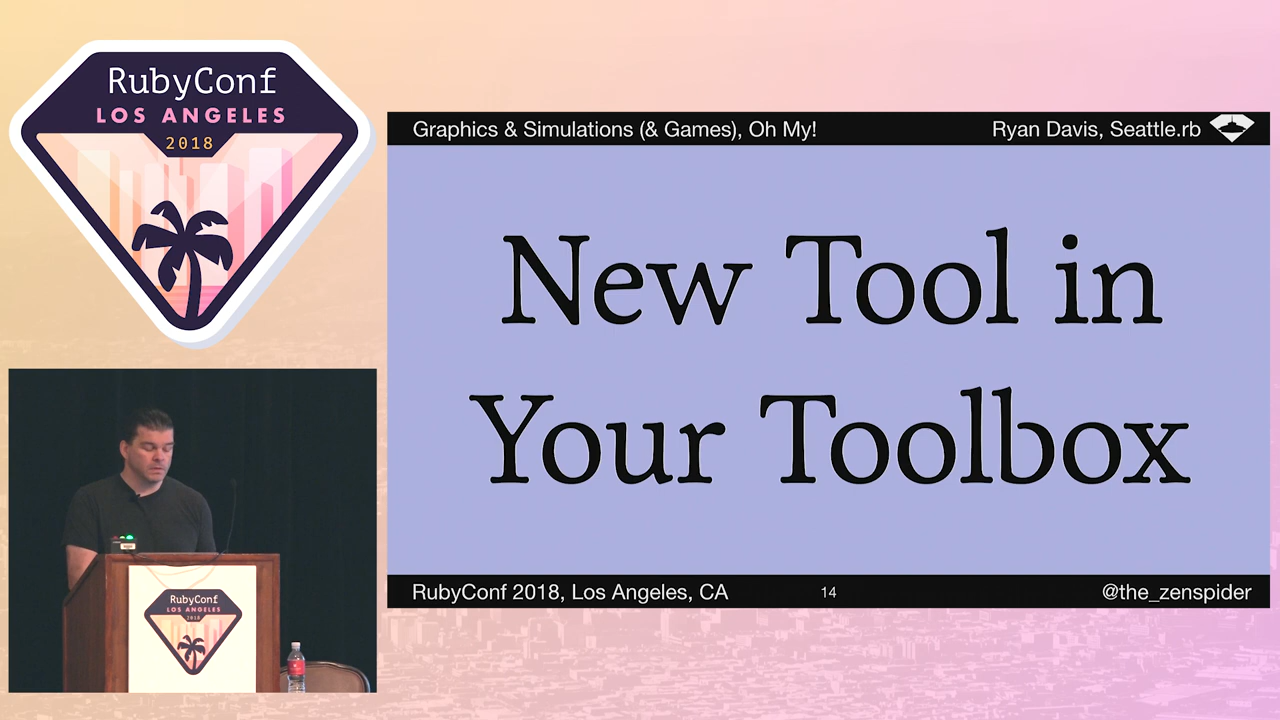 RubyConf
LOS ANGELES
2018
Graphics & Simulations (& Games), Oh My!
Ryan Davis, Seattle.rb
New Tool in
Your Toolbox
RubyConf 2018, Los Angeles, CA
14
@the_zenspider
RubyConf
LOS ANGELES
2018